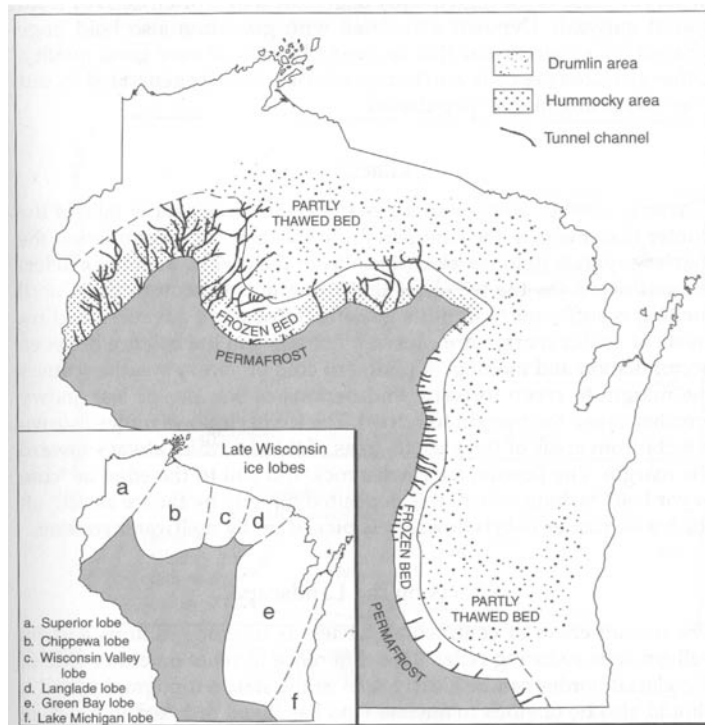 Drumlin area
Hummocky area
Tunnel channel
PARTLY
THAWED BED
FROZEN BED
PERMAFROST
Late Wisconsin
ice lobes
a
b
c
d
e
f
a. Superior lobe
b. Chippewa lobe
c. Wisconsin Valley
lobe
d. Langlade lobe
e. Green Bay lobe
f. Lake Michigan lobe
FROZEN BED
PERMAFROST
PARTLY
THAWED BED